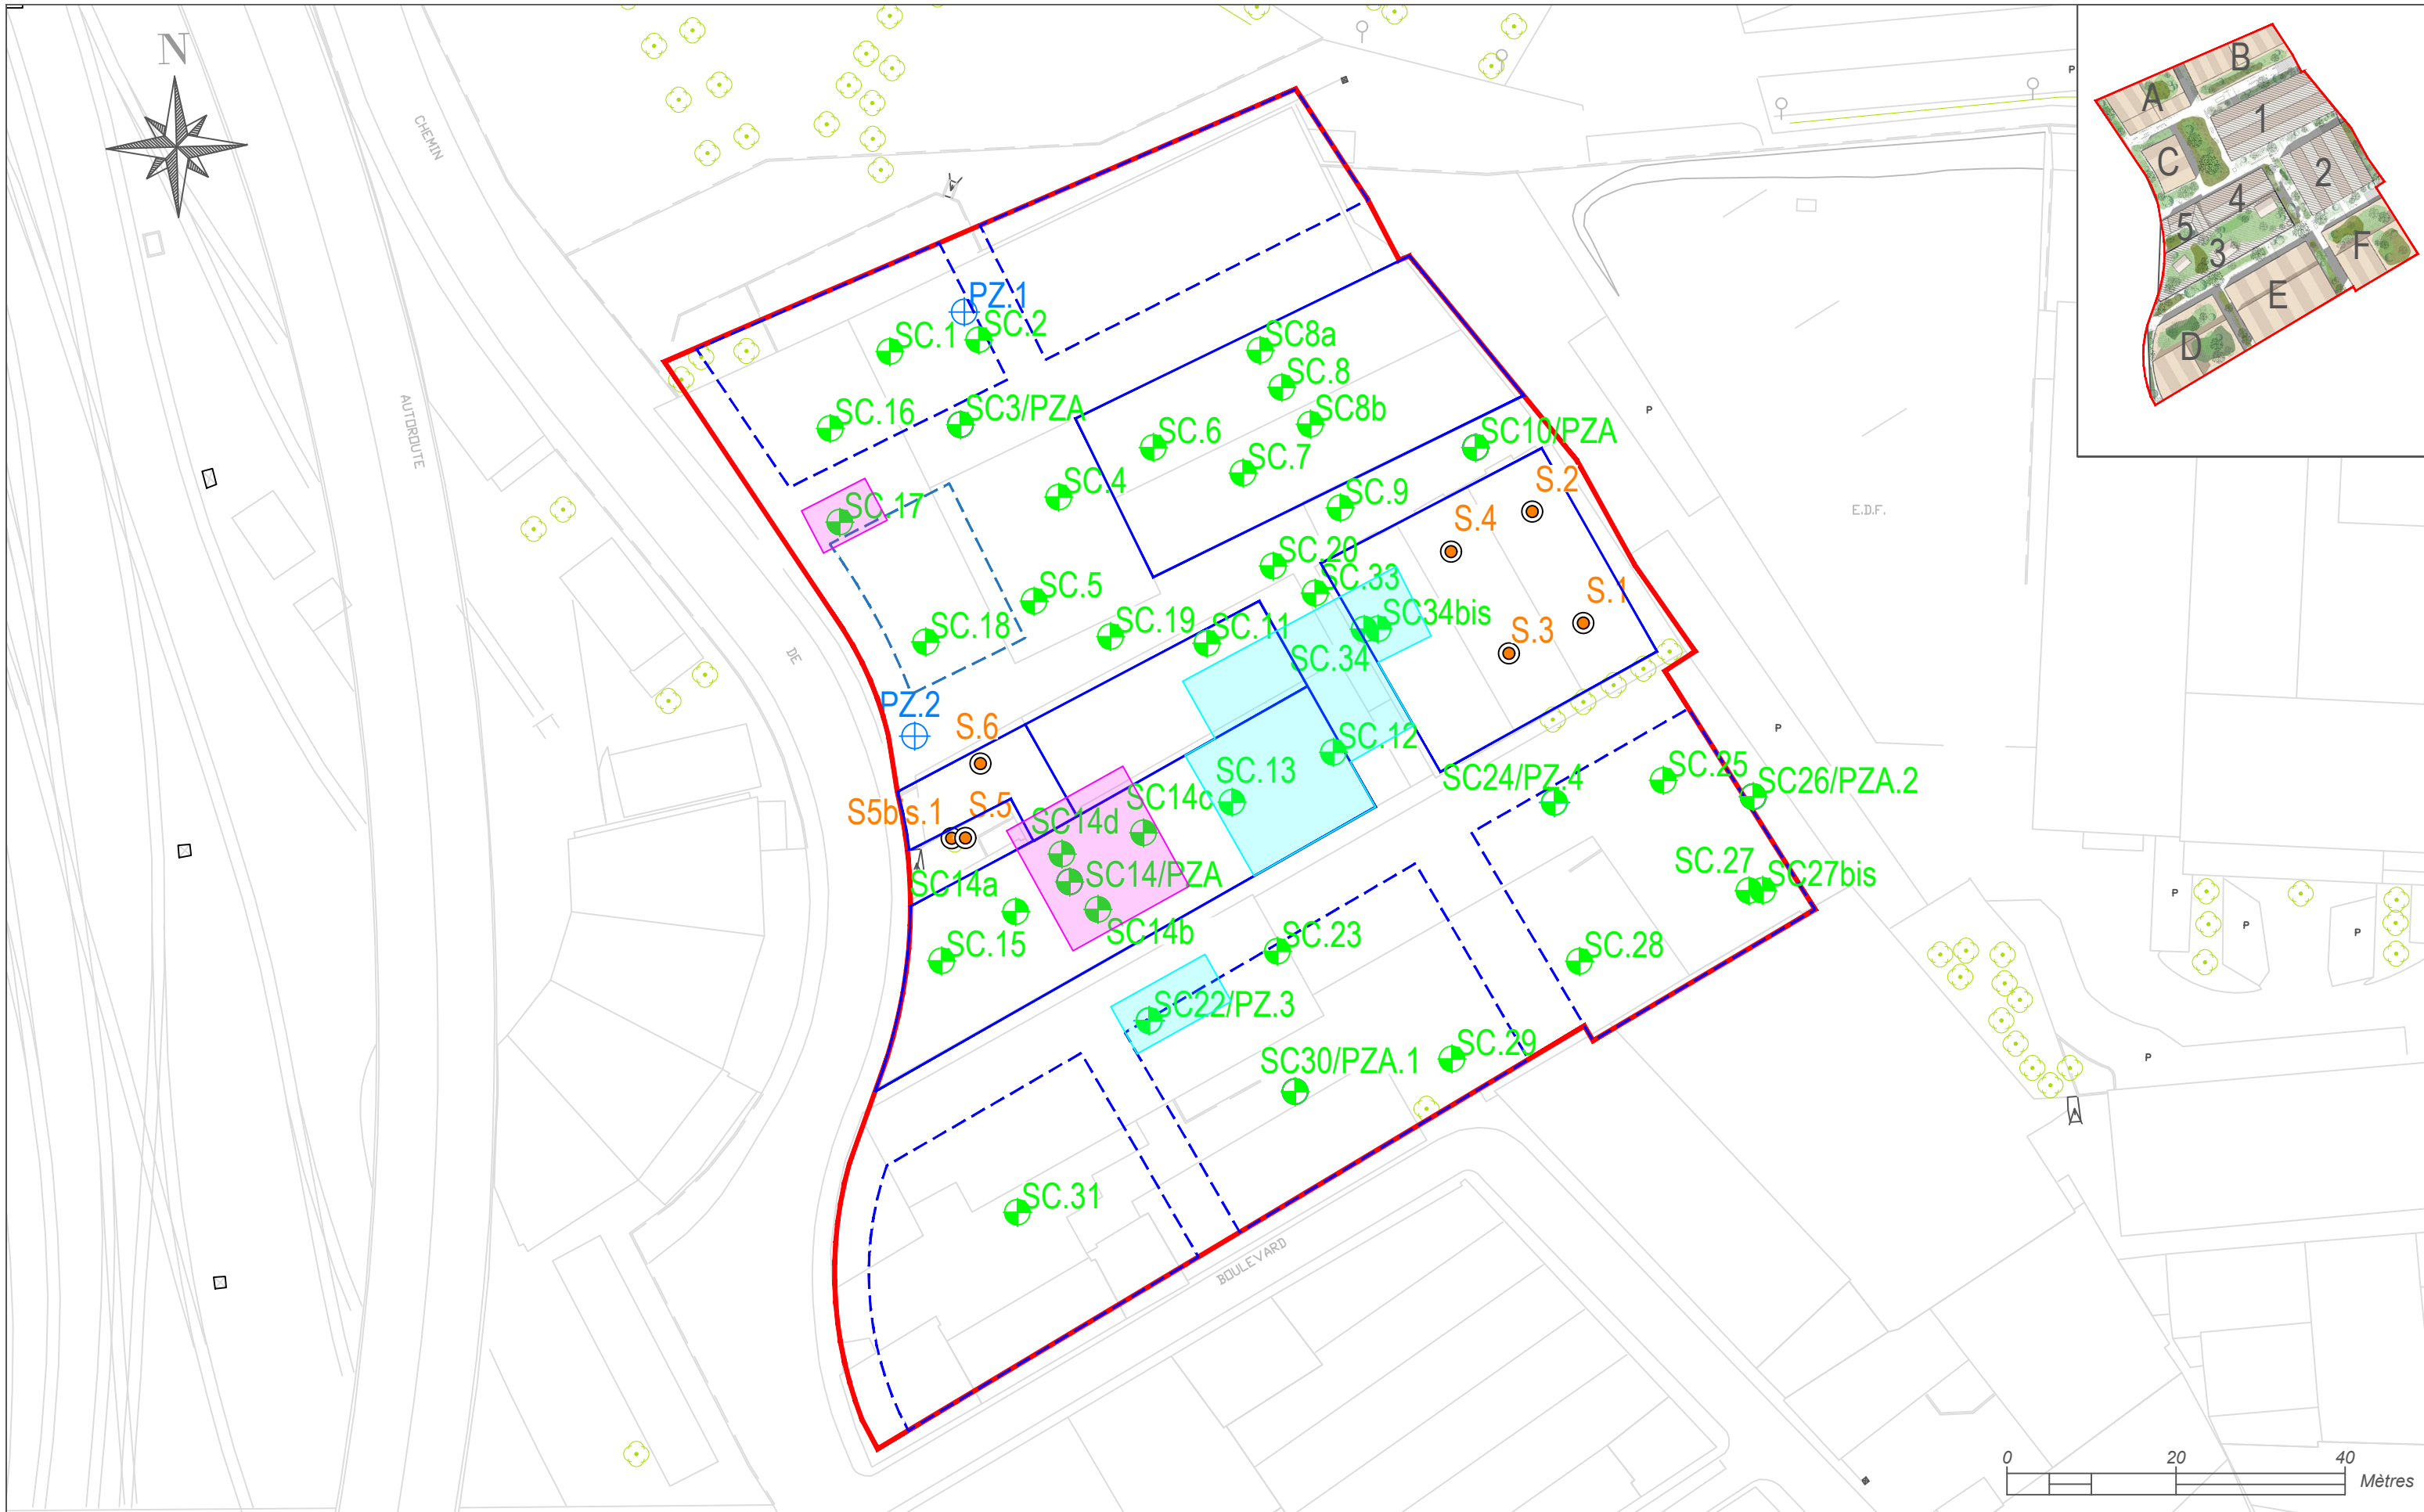 N
CHEMIN
AUTOROUTE
DE
BOULEVARD
E.D.F.
P
P
P
P
P
P
P
B
A
1
C
2
4
5
3
F
E
D
PZ.1
SC.1
SC.2
SC8a
SC.8
SC.16
SC3/PZA
SC8b
SC.6
SC10/PZA
SC.7
S.2
SC.4
SC.9
SC.17
S.4
SC.20
SC.33
SC.5
S.1
SC.18
SC.19
SC.11
SC34bis
S.3
SC.34
PZ.2
S.6
SC.12
SC.13
SC24/PZ.4
SC.25
SC26/PZA.2
S5bis.1
S.5
SC14c
SC14d
SC14a
SC14/PZA
SC.27
SC27bis
SC14b
SC.15
SC.23
SC.28
SC22/PZ.3
SC30/PZA.1
SC.29
SC.31
0 20 40
Mètres